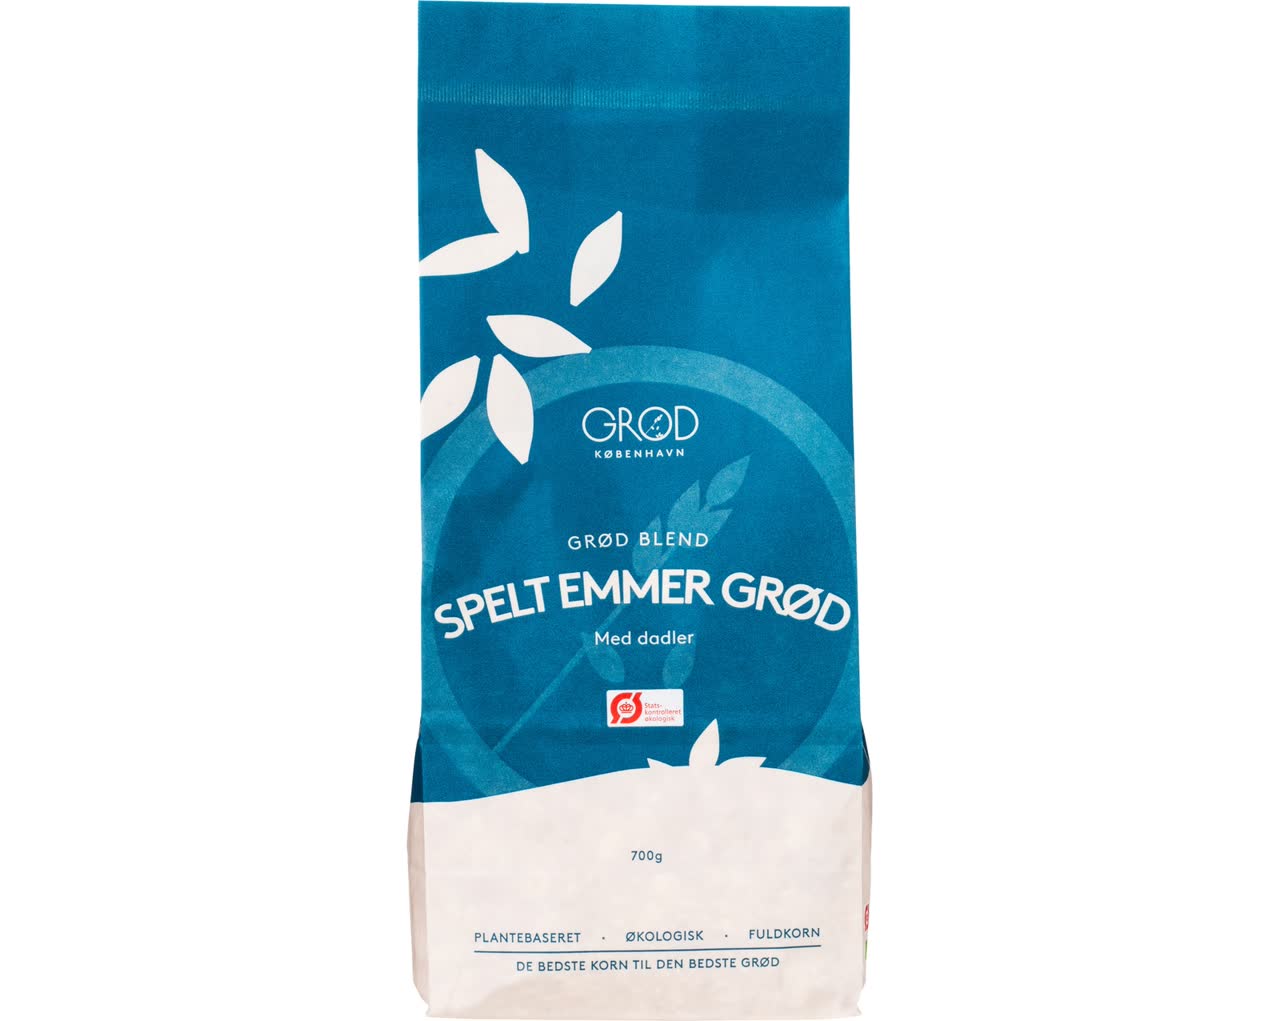 GRØD
KØBENHAVN
GRØD BLEND
SPELT EMMER GRØD
Med dadler
Stats-
kontrolleret
økologisk
700g
PLANTEBASERET · ØKOLOGISK · FULDKORN
DE BEDSTE KORN TIL DEN BEDSTE GRØD